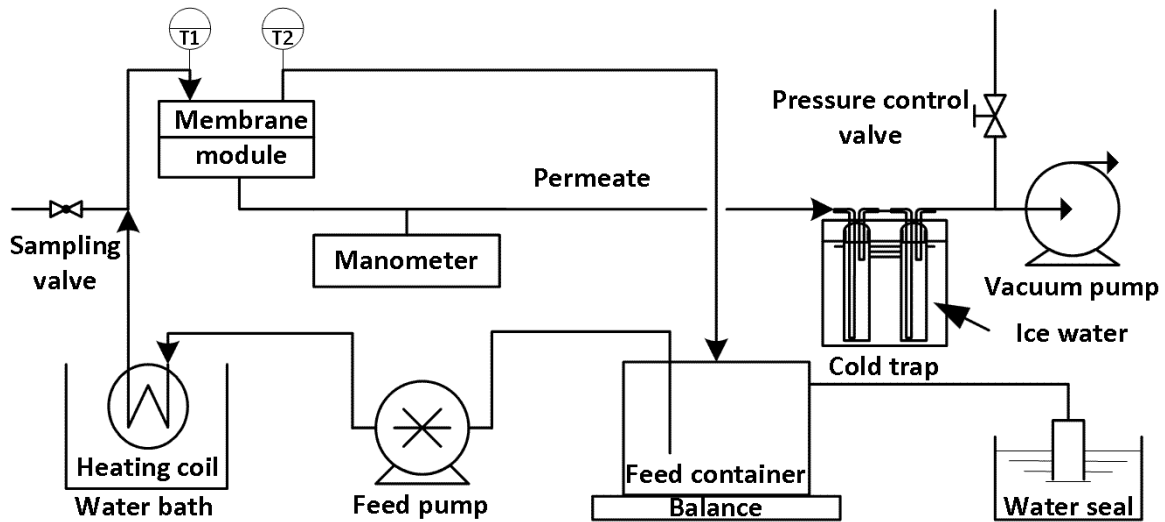 T1
T2
Membrane
module
Pressure control
valve
Permeate
Sampling
valve
Manometer
Vacuum pump
Ice water
Cold trap
Heating coil
Water bath
Feed pump
Feed container
Balance
Water seal